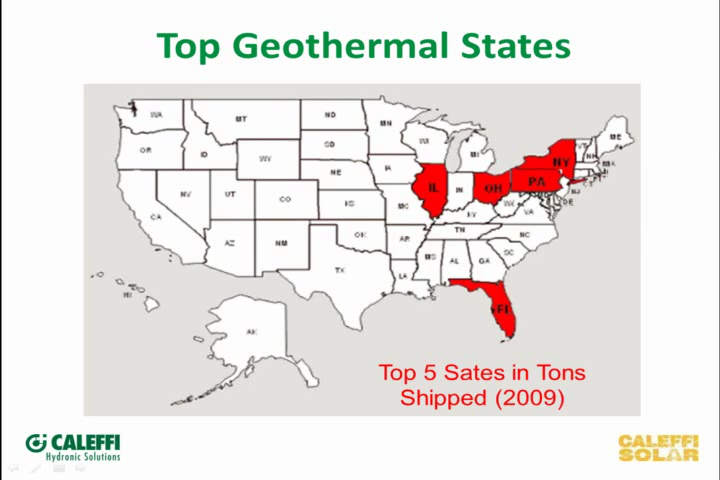 Top Geothermal States
WA
MT
ND
MN
ME
OR
ID
SD
WI
MI
VT
NH
NY
MA
CT
WY
IA
NE
IL
IN
OH
PA
NJ
DE
NV
UT
CO
KS
KY
VA
CA
AZ
NM
OK
AR
TN
NC
SC
TX
LA
MS
AL
GA
HI
FL
AK
Top 5 Sates in Tons
Shipped (2009)
CALEFFI
Hydronic Solutions
CALEFFI
SOLAR